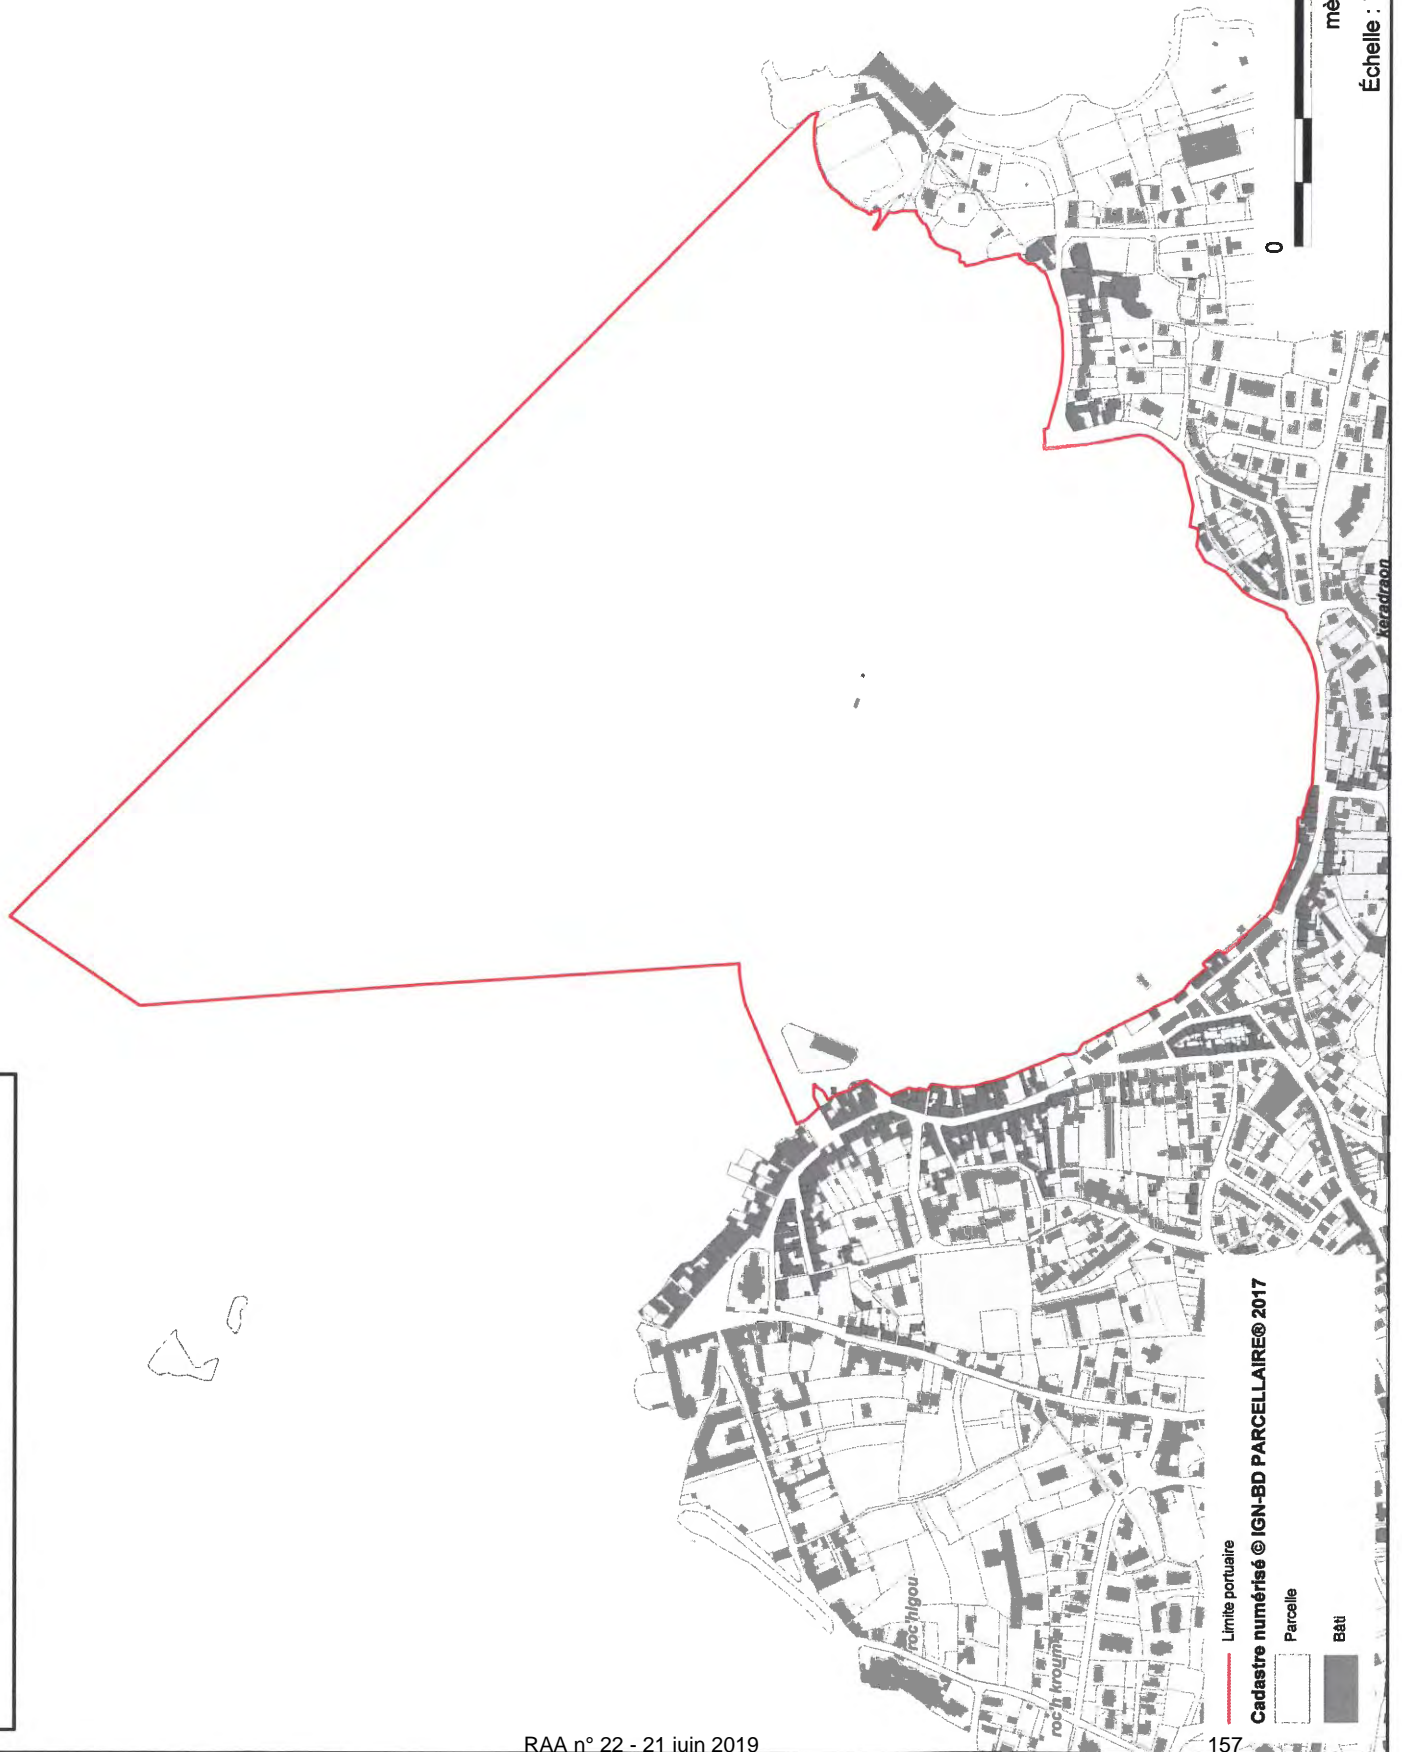 0
mè
Échelle :
keradraon
roc'higou
roc'h kroum
Limite portuaire
Cadastre numérisé © IGN-BD PARCELLAIRE® 2017
Parcelle
Bâti
RAA n° 22 - 21 juin 2019
157